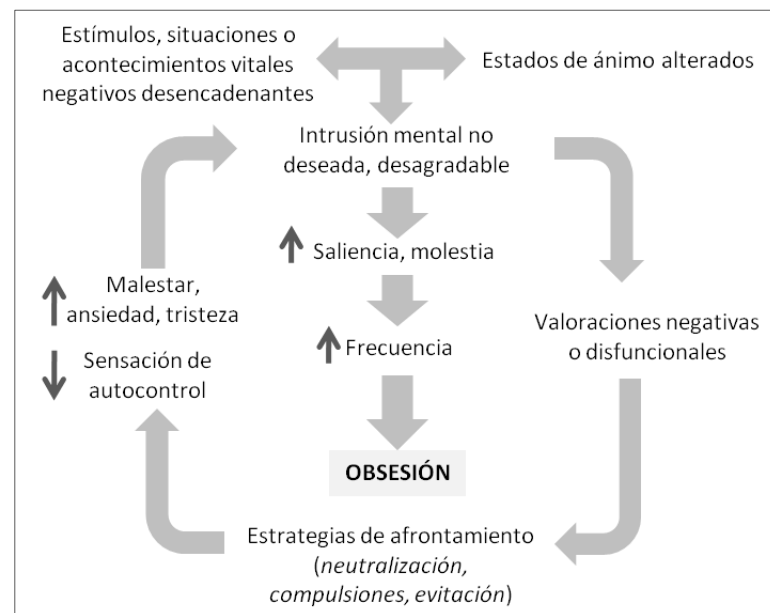 Estímulos, situaciones o
acontecimientos vitales
negativos desencadenantes
Estados de ánimo alterados
Intrusión mental no
deseada, desagradable
Saliencia, molestia
Malestar,
ansiedad, tristeza
Sensación de
autocontrol
Frecuencia
Valoraciones negativas
o disfuncionales
OBSESIÓN
Estrategias de afrontamiento
(neutralización,
compulsiones, evitación)